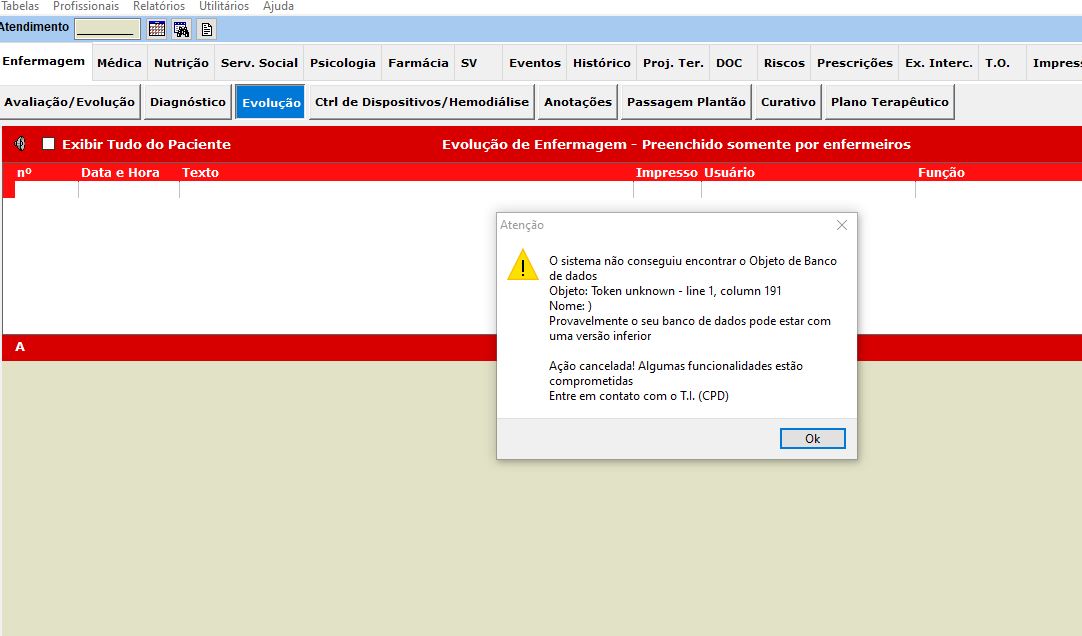 Tabelas Profissionais Relatórios Utilitários Ajuda
Atendimento
Enfermagem Médica Nutrição Serv. Social Psicologia Farmácia SV Eventos Histórico Proj. Ter. DOC Riscos Prescrições Ex. Interc. T.O. Impress
Avaliação/Evolução Diagnóstico Evolução Ctrl de Dispositivos/Hemodiálise Anotações Passagem Plantão Curativo Plano Terapêutico
Exibir Tudo do Paciente Evolução de Enfermagem - Preenchido somente por enfermeiros
nº Data e Hora Texto Impresso Usuário Função
Atenção
O sistema não conseguiu encontrar o Objeto de Banco
de dados
Objeto: Token unknown - line 1, column 191
Nome: )
Provavelmente o seu banco de dados pode estar com
uma versão inferior
A
Ação cancelada! Algumas funcionalidades estão
comprometidas
Entre em contato com o T.I. (CPD)
Ok